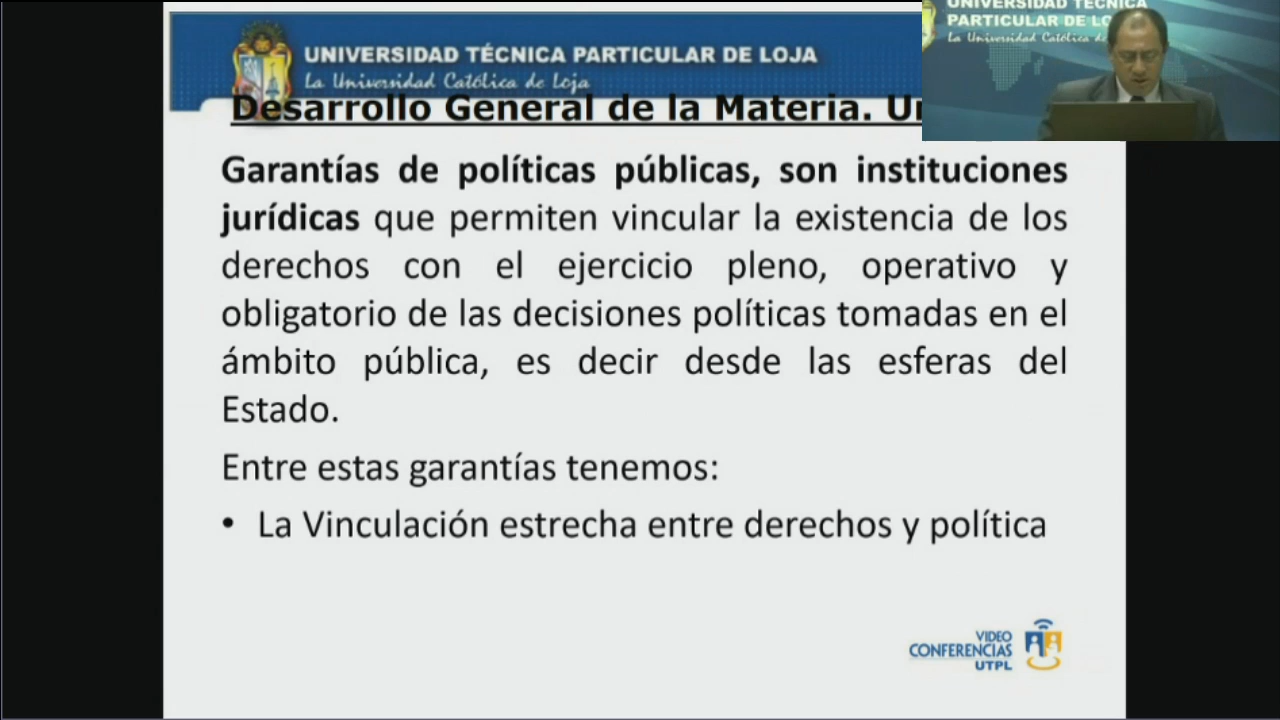 UNIVERSIDAD TÉCNICA PARTICULAR DE LOJA
La Universidad Católica de Loja
UNIVERSIDAD TÉCNICA
PARTICULAR DE LO
La Universidad Católica de
Desarrollo General de la Materia.
Garantías de políticas públicas, son instituciones
jurídicas que permiten vincular la existencia de los
derechos con el ejercicio pleno, operativo y
obligatorio de las decisiones políticas tomadas en el
ámbito pública, es decir desde las esferas del
Estado.
Entre estas garantías tenemos:
• La Vinculación estrecha entre derechos y política
VIDEO
CONFERENCIAS
UTPL